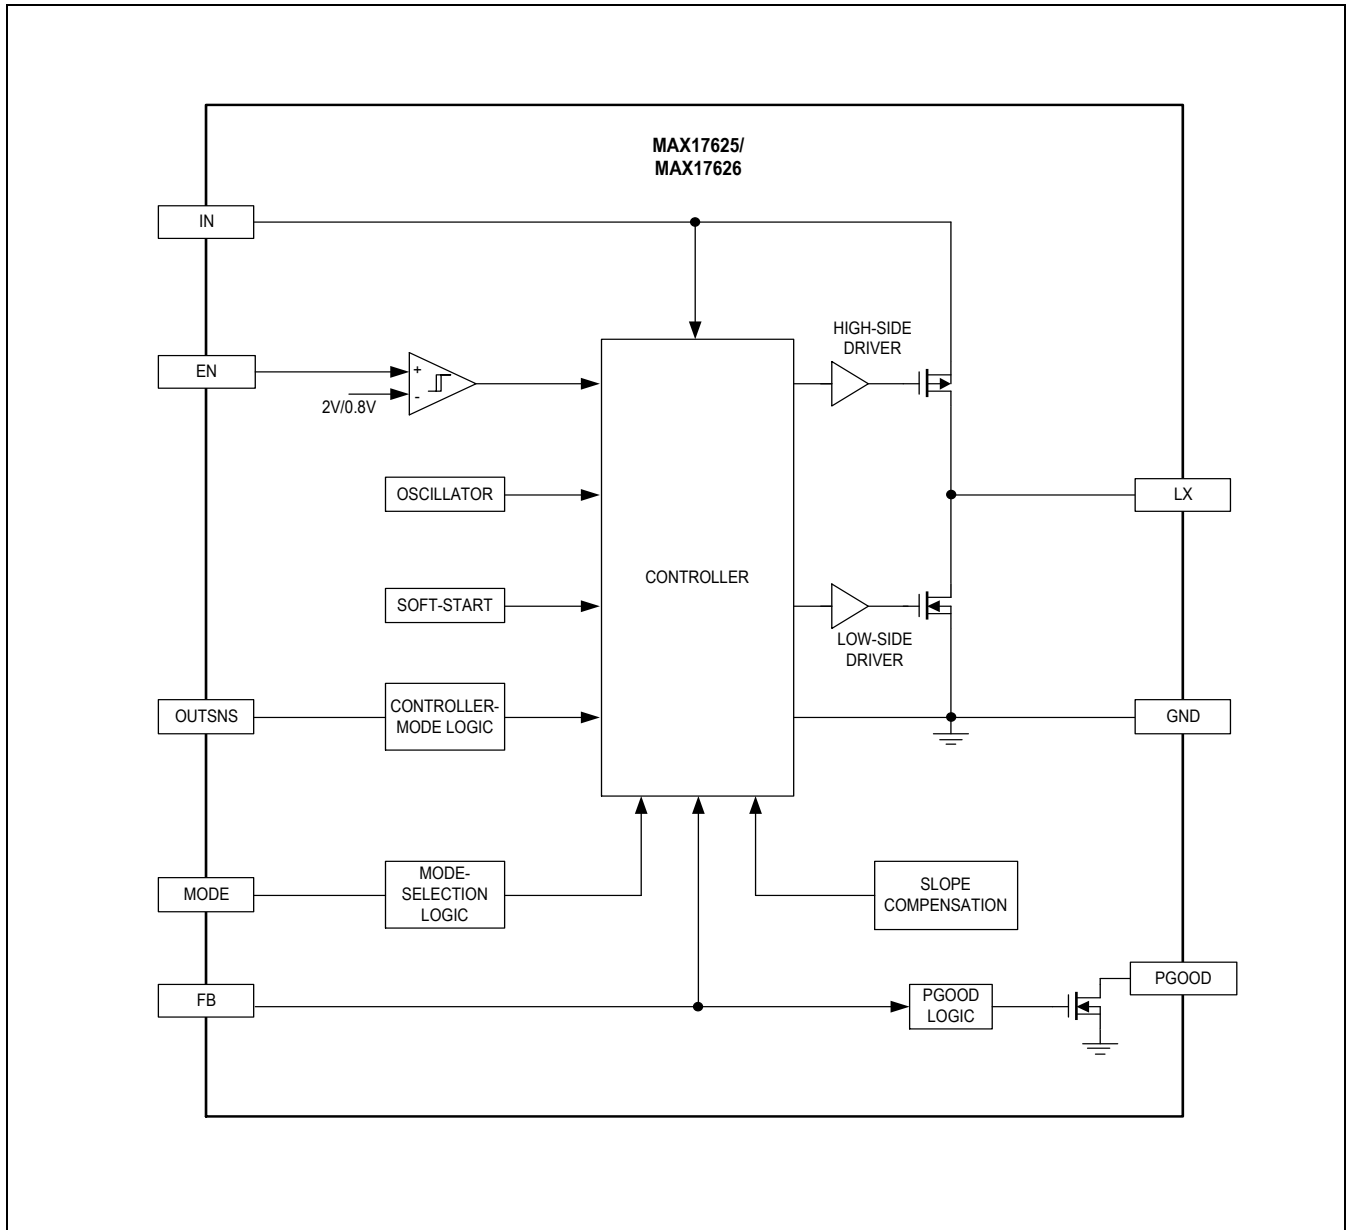 MAX17625/
MAX17626
IN
HIGH-SIDE
DRIVER
EN
+
-
2V/0.8V
OSCILLATOR
LX
CONTROLLER
SOFT-START
LOW-SIDE
DRIVER
OUTSNS
CONTROLLER-
MODE LOGIC
GND
MODE
MODE-
SELECTION
LOGIC
SLOPE
COMPENSATION
PGOOD
FB
PGOOD
LOGIC